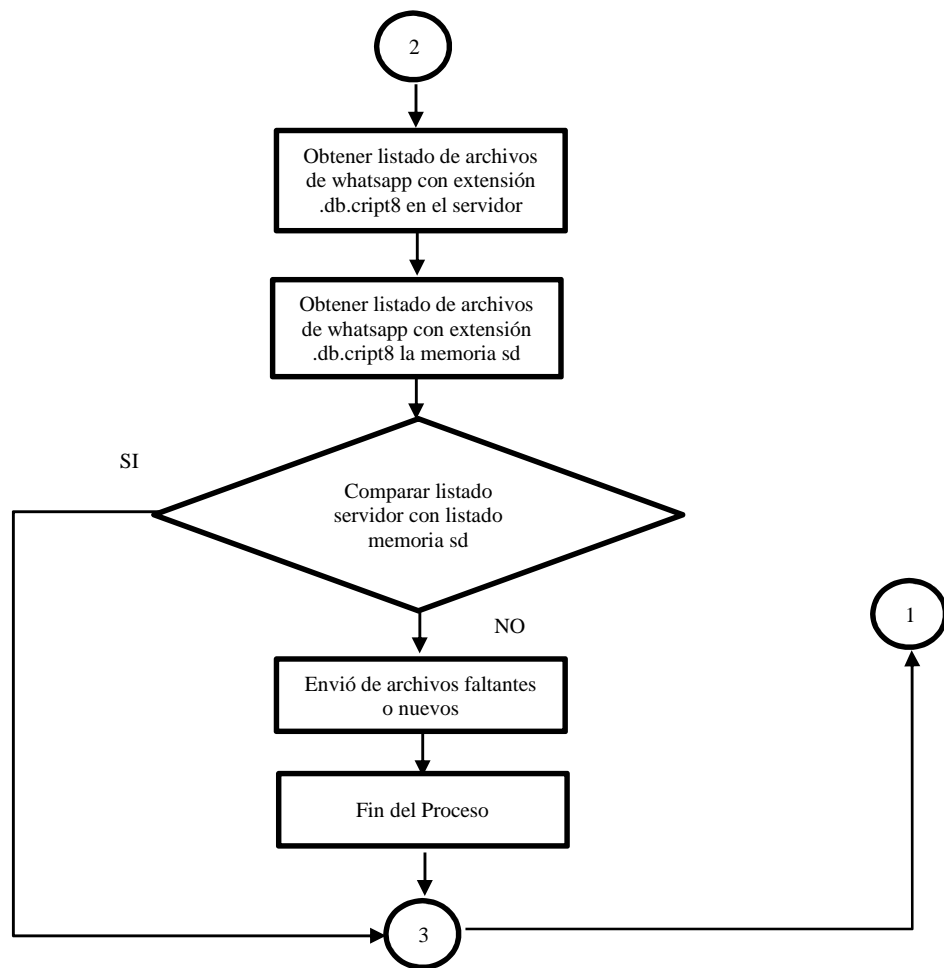 2
Obtener listado de archivos
de whatsapp con extensión
.db.cript8 en el servidor
Obtener listado de archivos
de whatsapp con extensión
.db.cript8 la memoria sd
SI
Comparar listado
servidor con listado
memoria sd
NO
1
Envió de archivos faltantes
o nuevos
Fin del Proceso
3